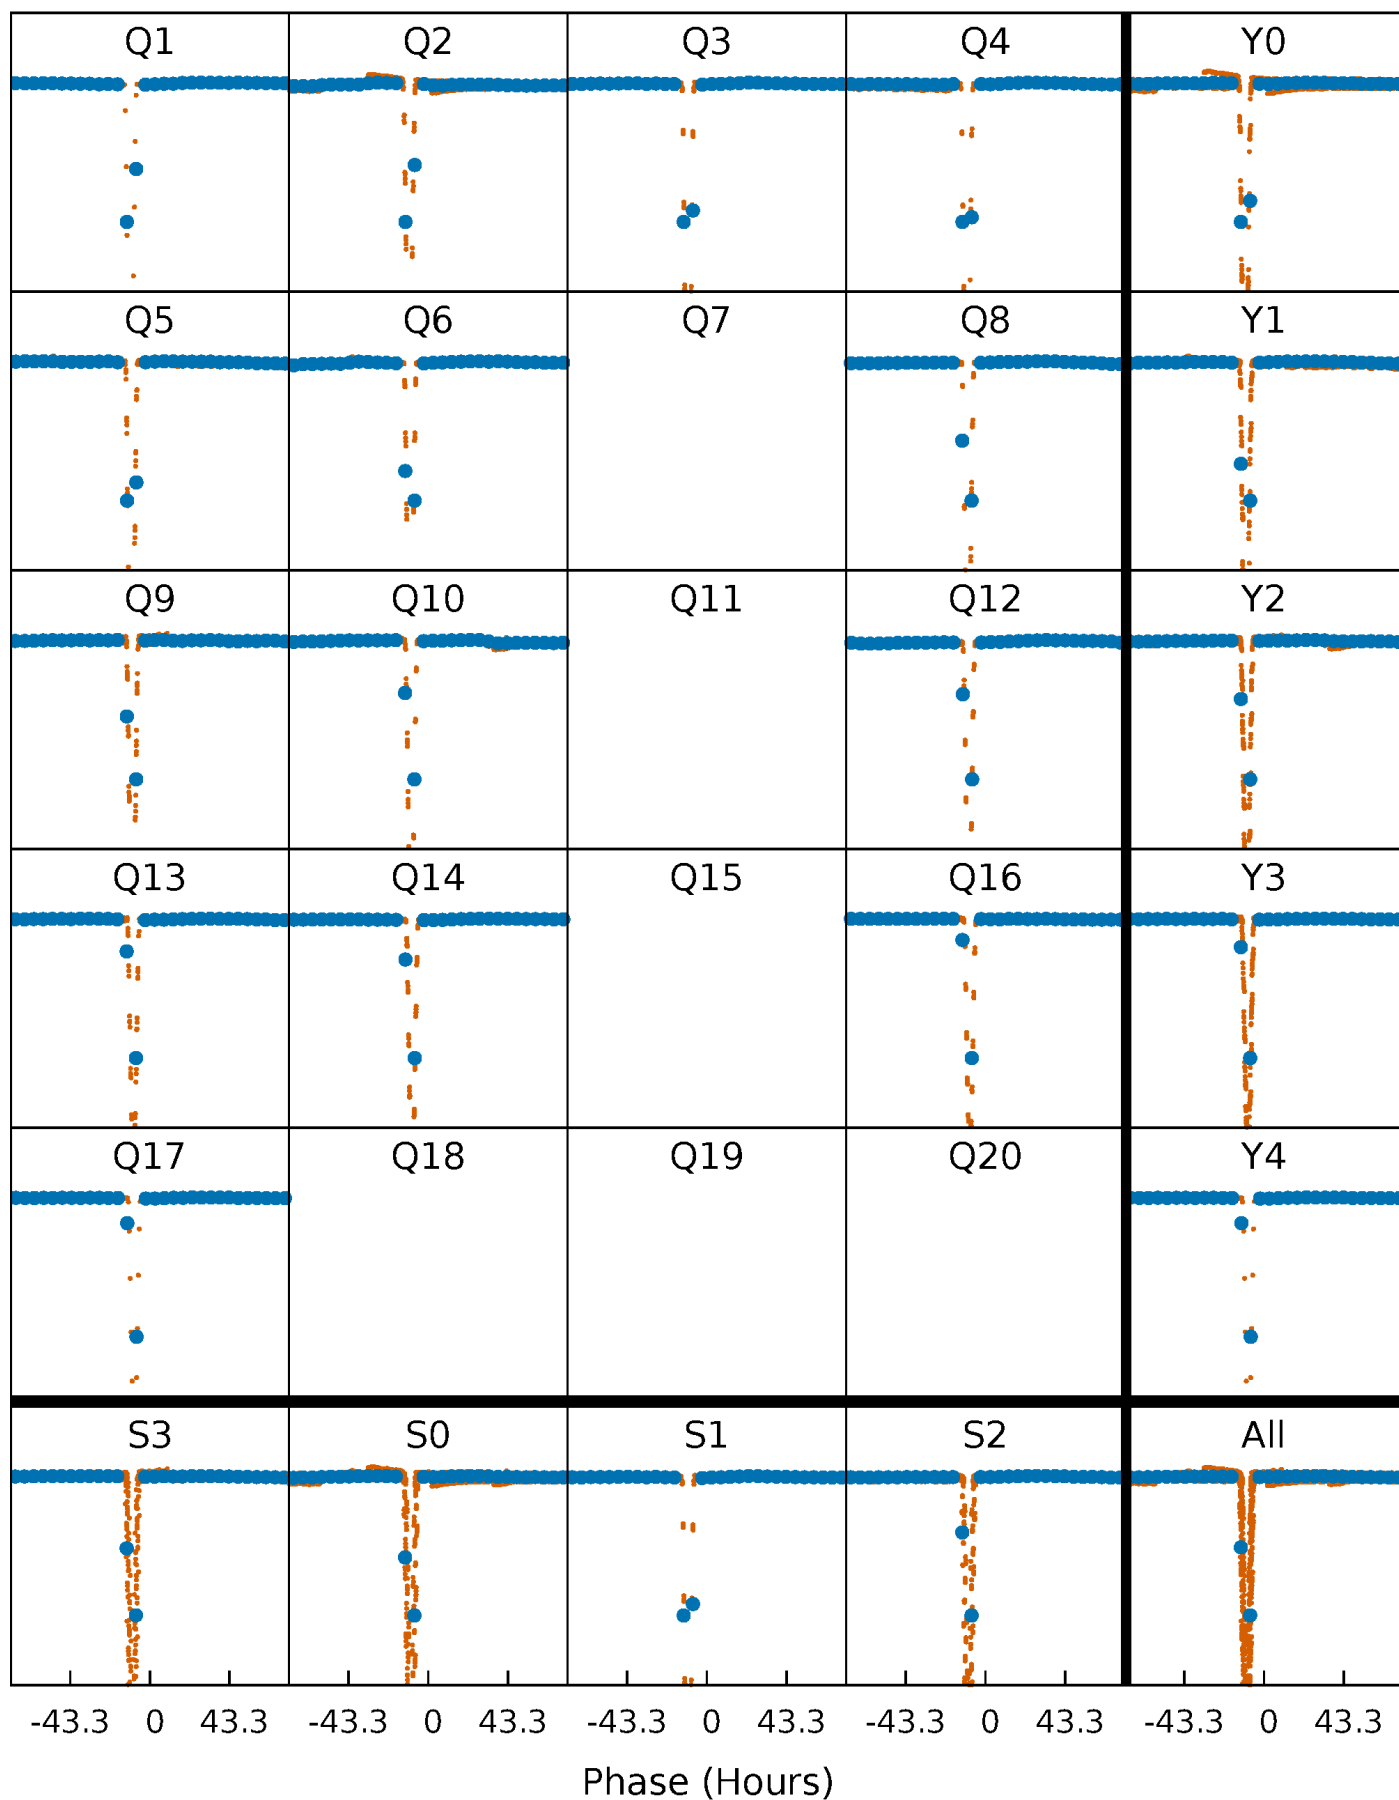 Q1 Q2 Q3 Q4 Y0
Q5 Q6 Q7 Q8 Y1
Q9 Q10 Q11 Q12 Y2
Q13 Q14 Q15 Q16 Y3
Q17 Q18 Q19 Q20 Y4
S3 S0 S1 S2 All
-43.3 0 43.3 -43.3 0 43.3 -43.3 0 43.3 -43.3 0 43.3 -43.3 0 43.3
Phase (Hours)